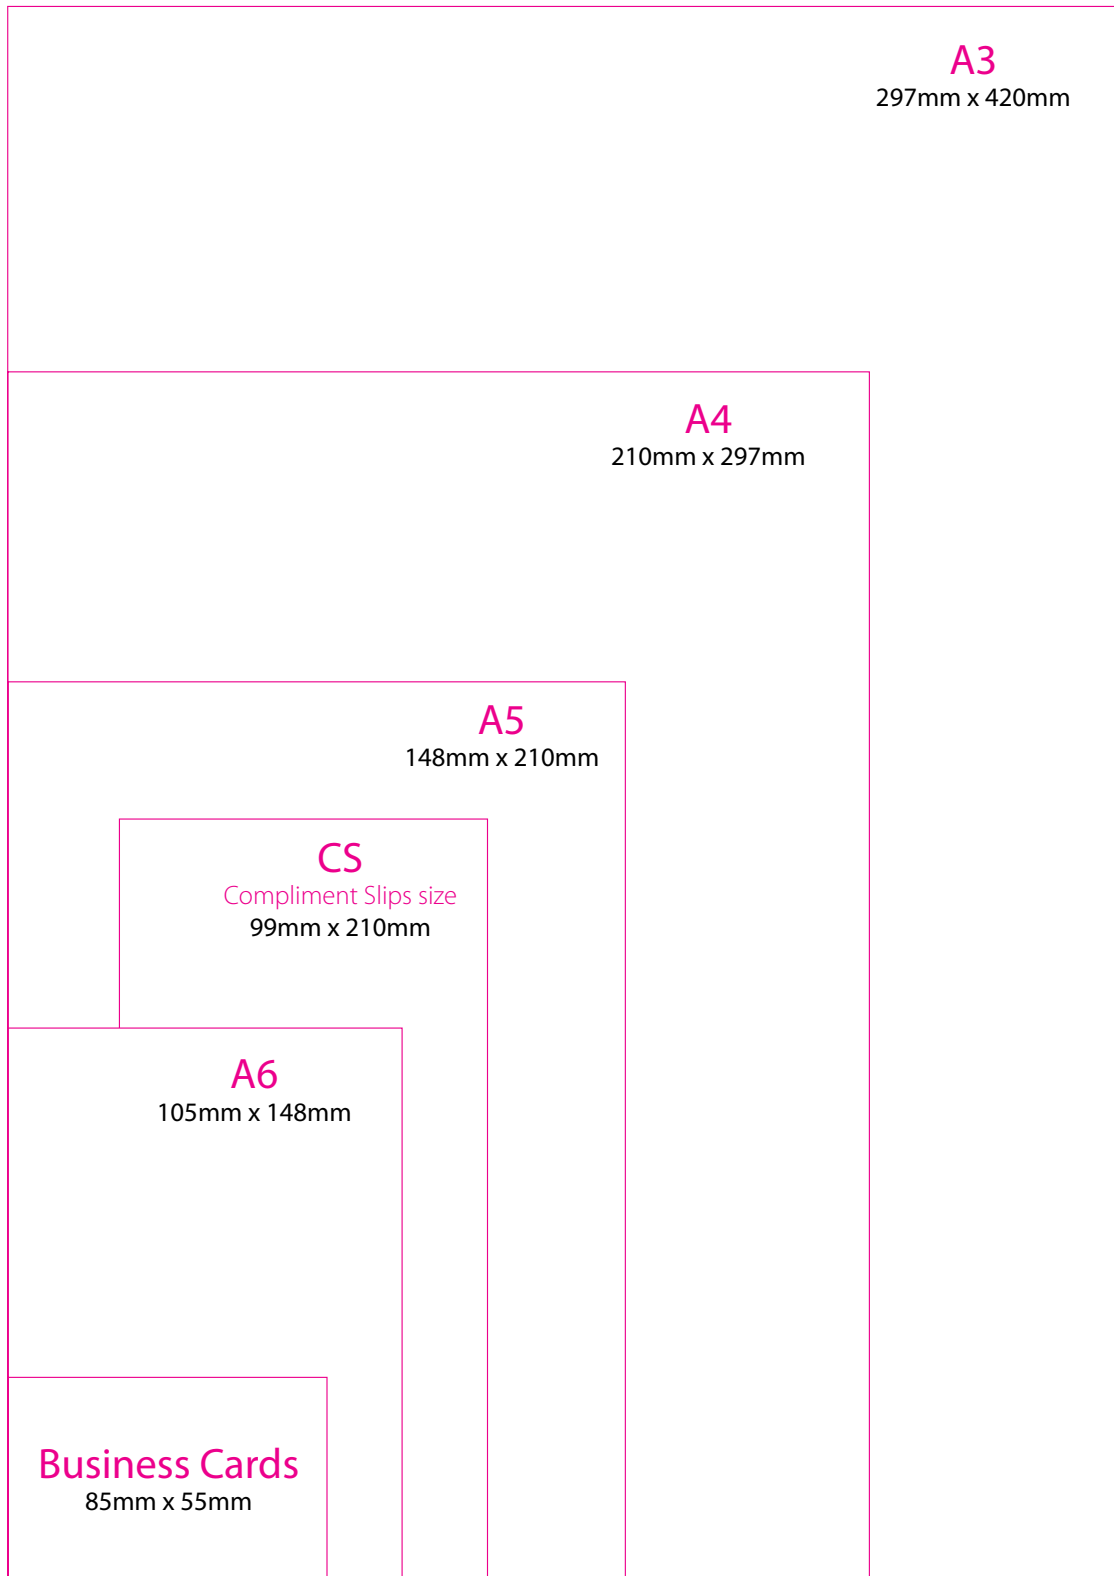 A3
297mm x 420mm
A4
210mm x 297mm
A5
148mm x 210mm
CS
Compliment Slips size
99mm x 210mm
A6
105mm x 148mm
Business Cards
85mm x 55mm